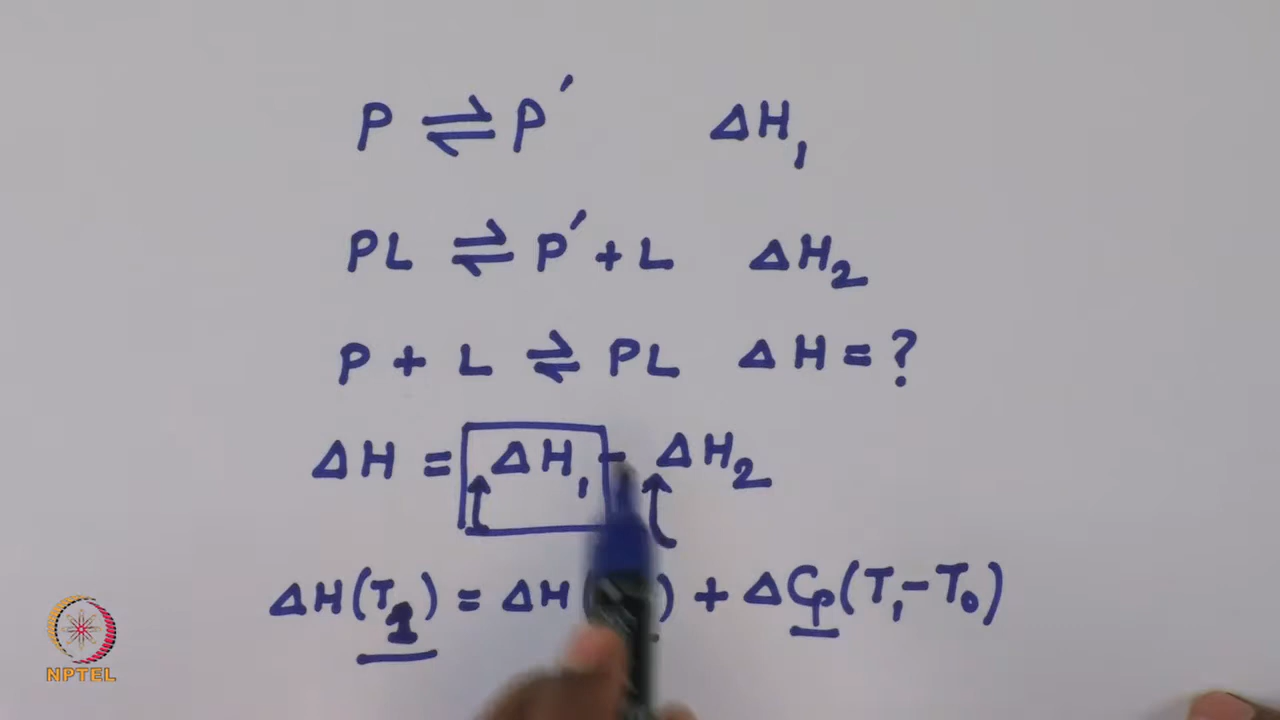 P ⇌ P′ ΔH₁
PL ⇌ P′ + L ΔH₂
P + L ⇌ PL ΔH = ?
ΔH = ΔH₁ - ΔH₂
ΔH(T₁) = ΔH( ) + ΔCp(T₁-T₀)
NPTEL